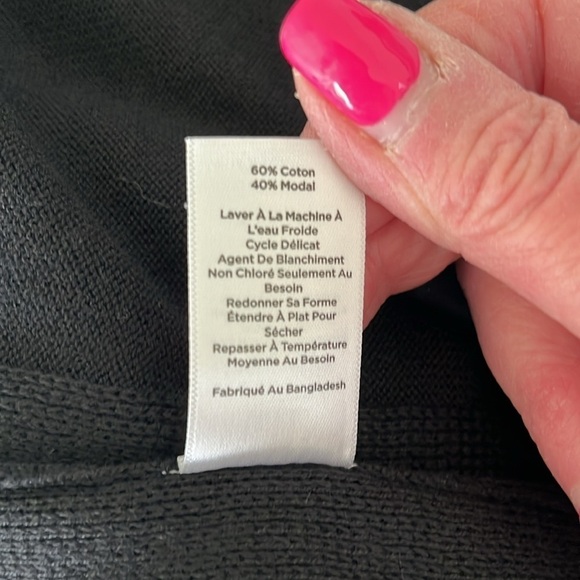 60% Coton
40% Modal
Laver À La Machine À
L'eau Froide
Cycle Délicat
Agent De Blanchiment
Non Chloré Seulement Au
Besoin
Redonner Sa Forme
Étendre À Plat Pour
Sécher
Repasser À Température
Moyenne Au Besoin
Fabriqué Au Bangladesh